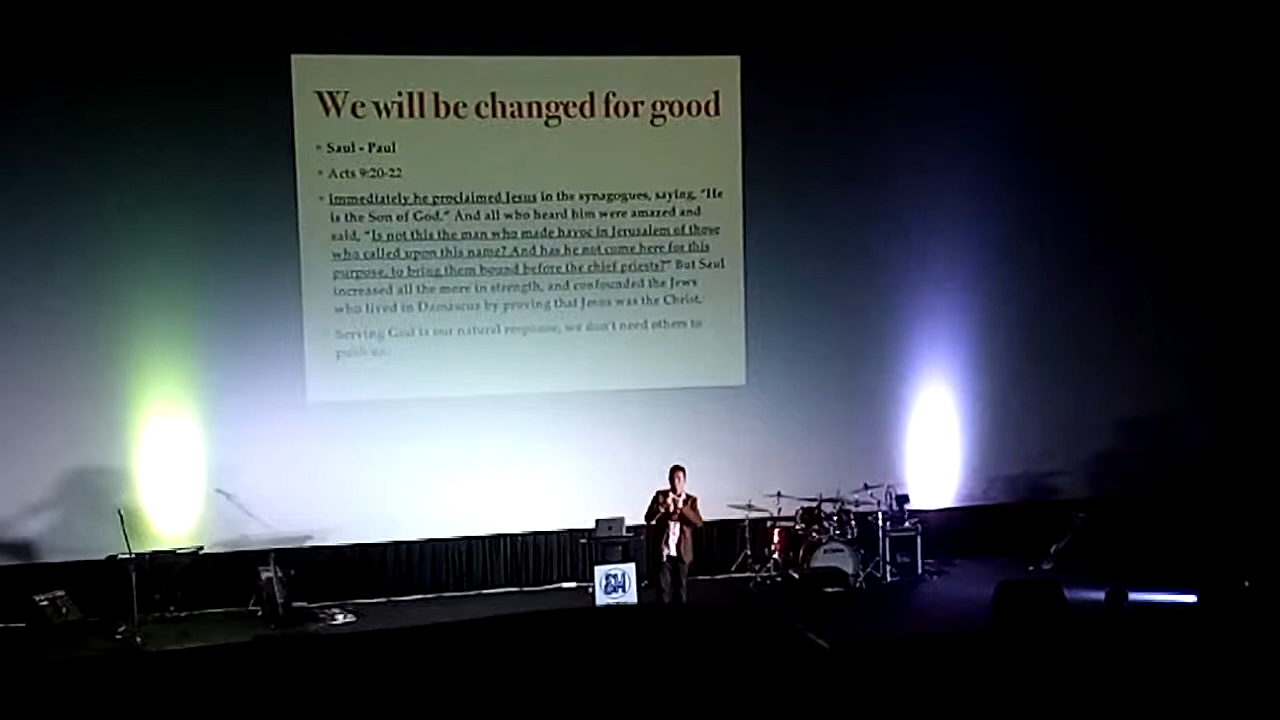 We will be changed for good
Saul - Paul
Acts 9:20-22
Immediately he proclaimed Jesus in the synagogues, saying, "He
is the Son of God." And all who heard him were amazed and
said, "Is not this the man who made havoc in Jerusalem of those
who called upon this name? And has he not come here for this
purpose, to bring them bound before the chief priests?" But Saul
increased all the more in strength, and confounded the Jews
who lived in Damascus by proving that Jesus was the Christ.
Serving God is our natural response, we don't need others to
push us.